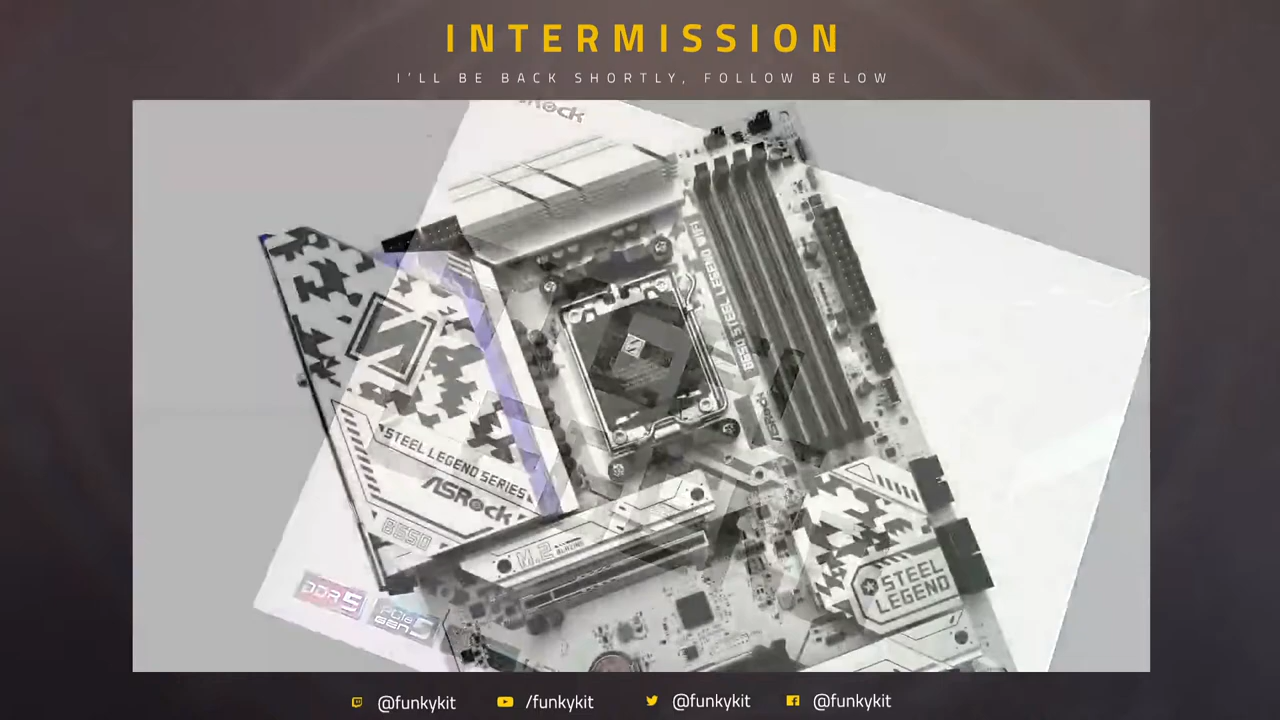 INTERMISSION
I'LL BE BACK SHORTLY, FOLLOW BELOW
ASRock
B650 STEEL LEGEND WIFI
ASRock
STEEL LEGEND SERIES
ASRock
B650
M.2
STEEL
LEGEND
DDR5
PCIe
Gen5
@funkykit
/funkykit
@funkykit
@funkykit